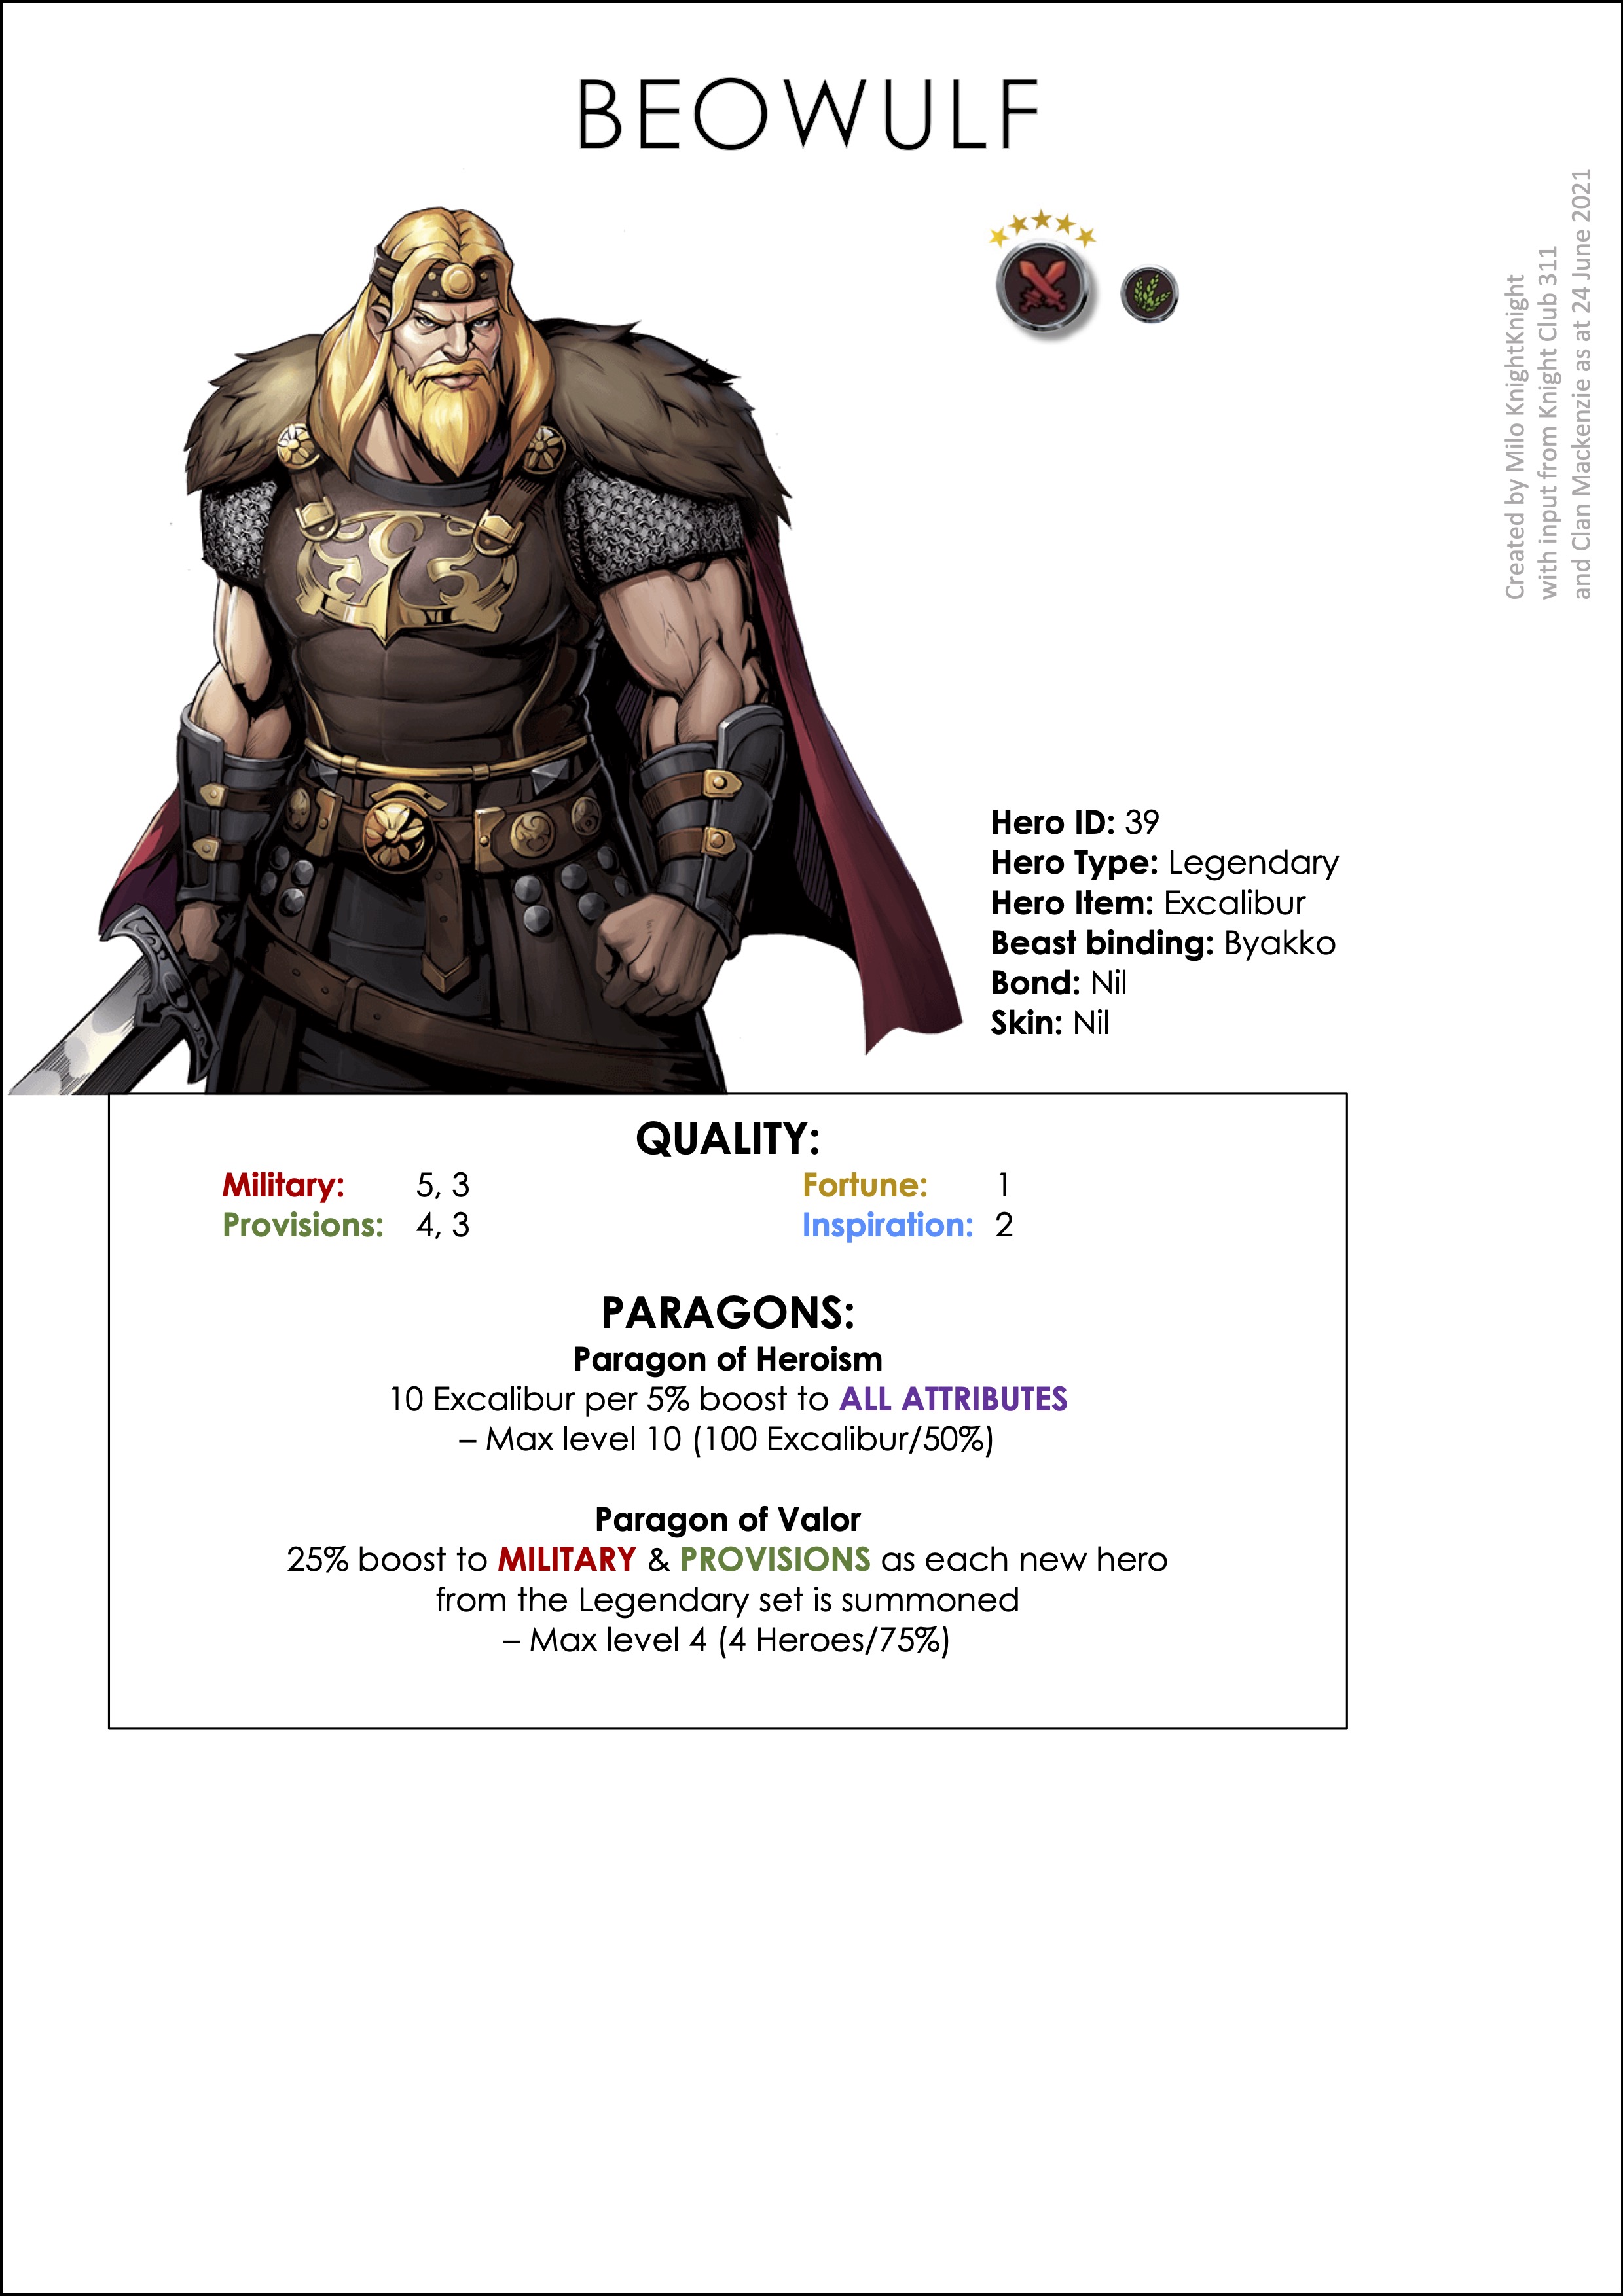 BEOWULF
Created by Milo KnightKnight
with input from Knight Club 311
and Clan Mackenzie as at 24 June 2021
Hero ID: 39
Hero Type: Legendary
Hero Item: Excalibur
Beast binding: Byakko
Bond: Nil
Skin: Nil
QUALITY:
Military: 5, 3 Fortune: 1
Provisions: 4, 3 Inspiration: 2
PARAGONS:
Paragon of Heroism
10 Excalibur per 5% boost to ALL ATTRIBUTES
– Max level 10 (100 Excalibur/50%)
Paragon of Valor
25% boost to MILITARY & PROVISIONS as each new hero
from the Legendary set is summoned
– Max level 4 (4 Heroes/75%)